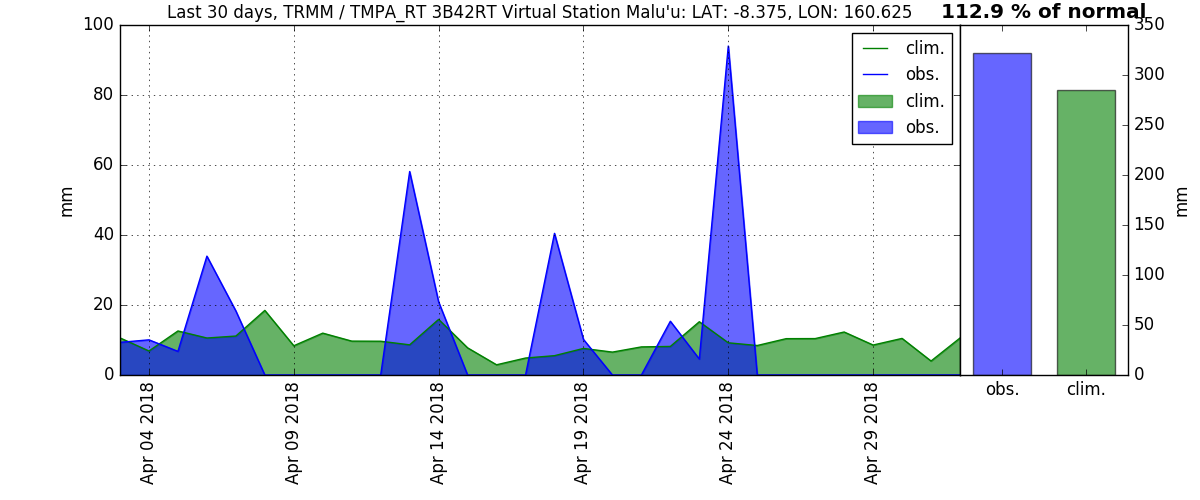 Last 30 days, TRMM / TMPA_RT 3B42RT Virtual Station Malu'u: LAT: -8.375, LON: 160.625
112.9 % of normal
100
80
60
40
20
0
mm
clim.
obs.
clim.
obs.
350
300
250
200
150
100
50
0
mm
Apr 04 2018
Apr 09 2018
Apr 14 2018
Apr 19 2018
Apr 24 2018
Apr 29 2018
obs.
clim.